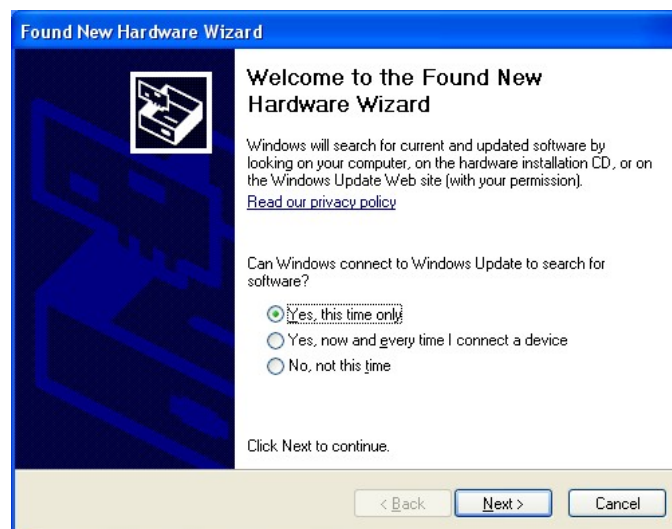 Found New Hardware Wizard
Welcome to the Found New
Hardware Wizard
Windows will search for current and updated software by
looking on your computer, on the hardware installation CD, or on
the Windows Update Web site (with your permission).
Read our privacy policy
Can Windows connect to Windows Update to search for
software?
Yes, this time only
Yes, now and every time I connect a device
No, not this time
Click Next to continue.
< Back
Next >
Cancel